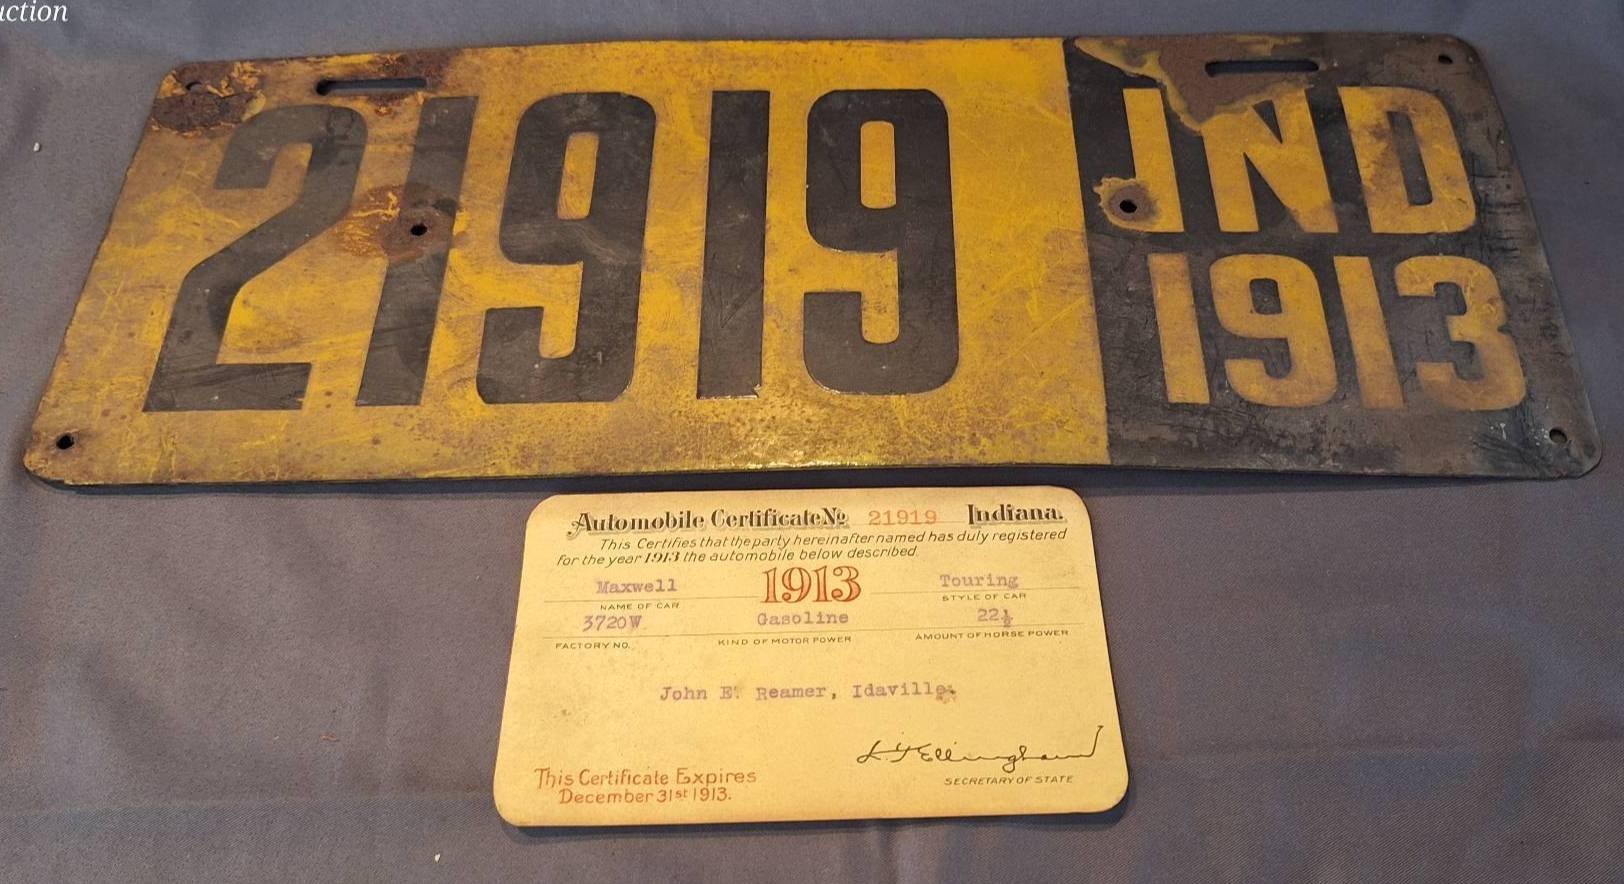 uction
21919 IND
1913
Automobile Certificate No 21919 Indiana.
This Certifies that the party hereinafter named has duly registered
for the year 1913 the automobile below described.
Maxwell 1913 Touring
NAME OF CAR STYLE OF CAR
3720W Gasoline 22½
FACTORY NO. KIND OF MOTOR POWER AMOUNT OF HORSE POWER
John E. Reamer, Idaville.
L. G. Ellingham
SECRETARY OF STATE
This Certificate Expires
December 31st 1913.